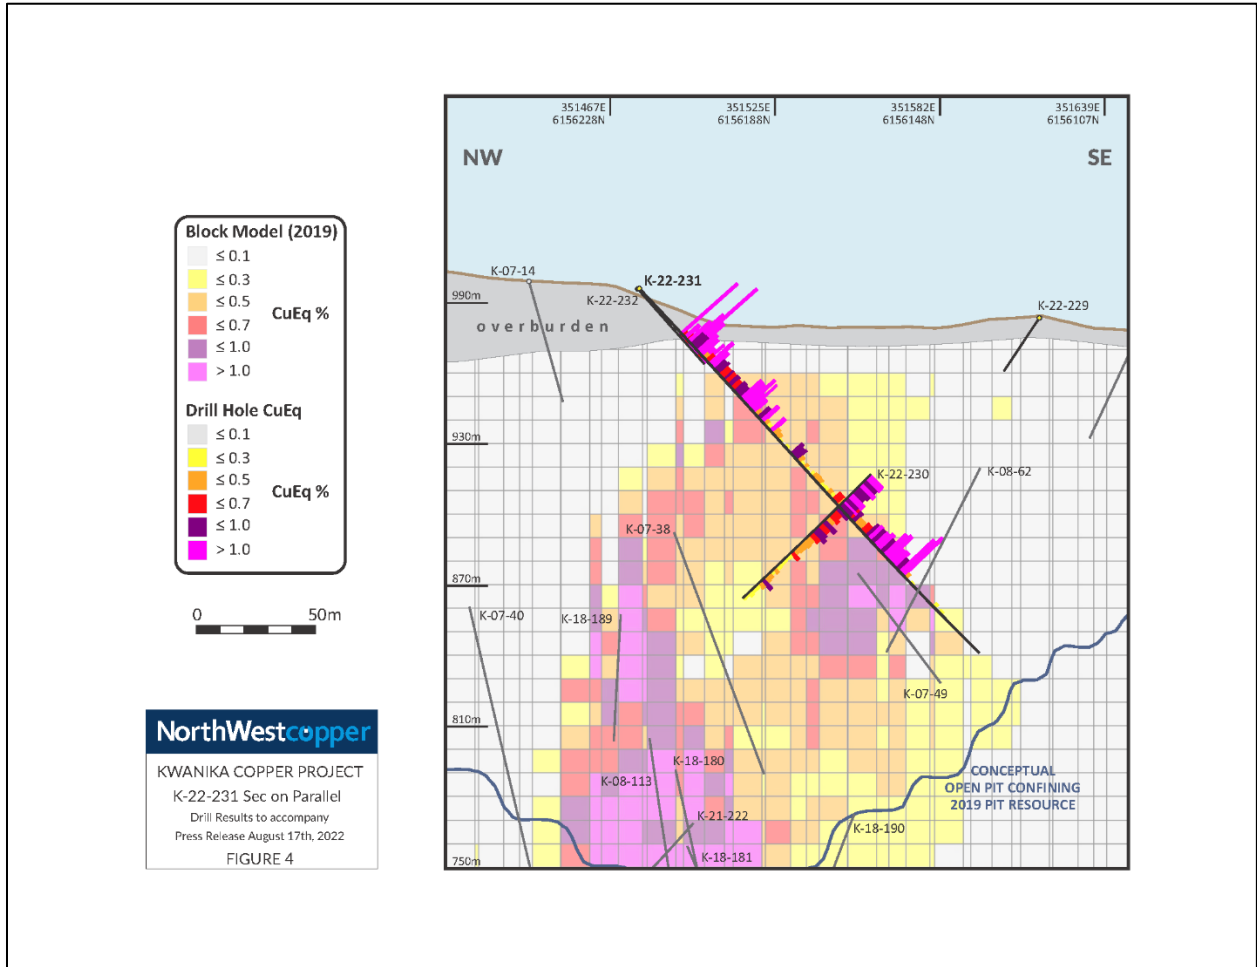 351467E
6156228N
351525E
6156188N
351582E
6156148N
351639E
6156107N
NW
SE
Block Model (2019)
≤ 0.1
≤ 0.3
≤ 0.5
≤ 0.7
≤ 1.0
> 1.0
CuEq %
Drill Hole CuEq
≤ 0.1
≤ 0.3
≤ 0.5
≤ 0.7
≤ 1.0
> 1.0
CuEq %
0 50m
K-07-14
K-22-231
K-22-232
990m
overburden
K-22-229
930m
K-22-230
K-08-62
K-07-38
870m
K-07-40
K-18-189
K-07-49
810m
K-18-180
K-08-113
K-21-222
K-18-181
K-18-190
750m
CONCEPTUAL
OPEN PIT CONFINING
2019 PIT RESOURCE
NorthWestcopper
KWANIKA COPPER PROJECT
K-22-231 Sec on Parallel
Drill Results to accompany
Press Release August 17th, 2022
FIGURE 4